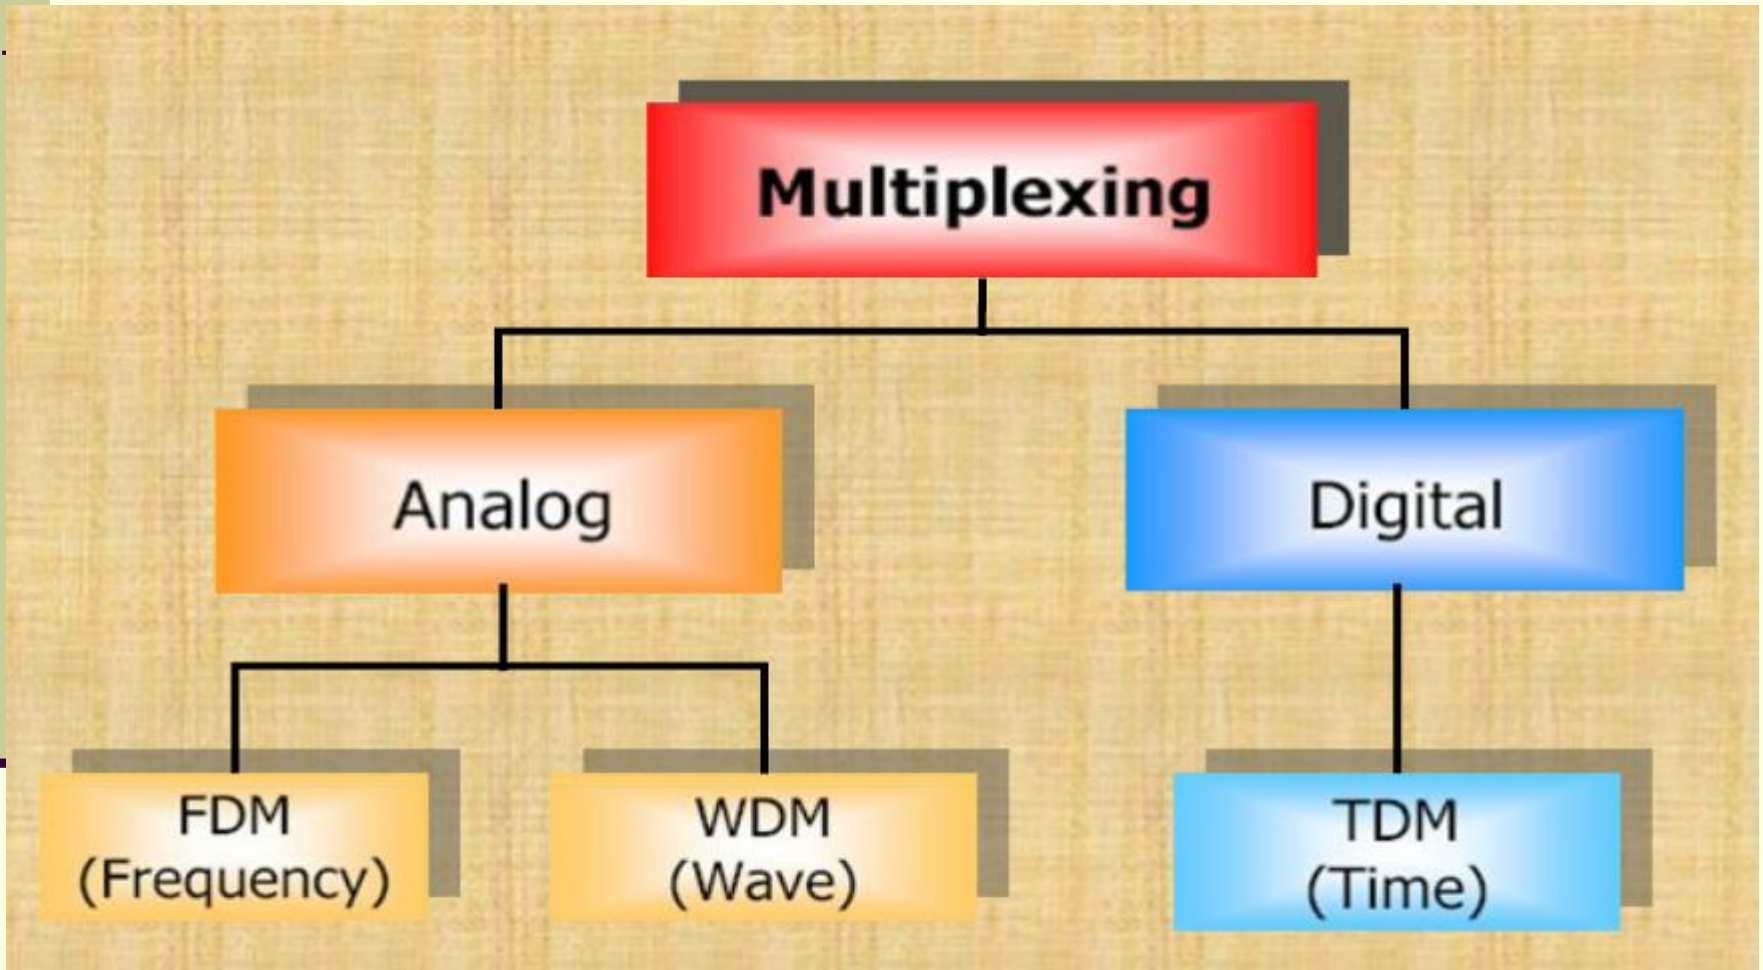 Multiplexing
Analog
Digital
FDM
(Frequency)
WDM
(Wave)
TDM
(Time)